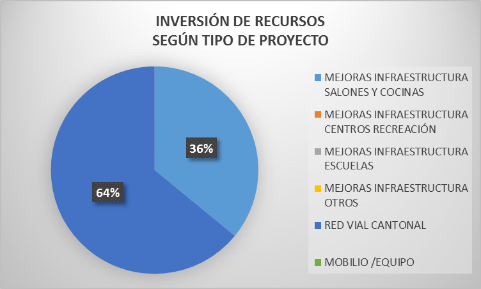 INVERSIÓN DE RECURSOS
SEGÚN TIPO DE PROYECTO
36%
64%
MEJORAS INFRAESTRUCTURA
SALONES Y COCINAS
MEJORAS INFRAESTRUCTURA
CENTROS RECREACIÓN
MEJORAS INFRAESTRUCTURA
ESCUELAS
MEJORAS INFRAESTRUCTURA
OTROS
RED VIAL CANTONAL
MOBILIO /EQUIPO